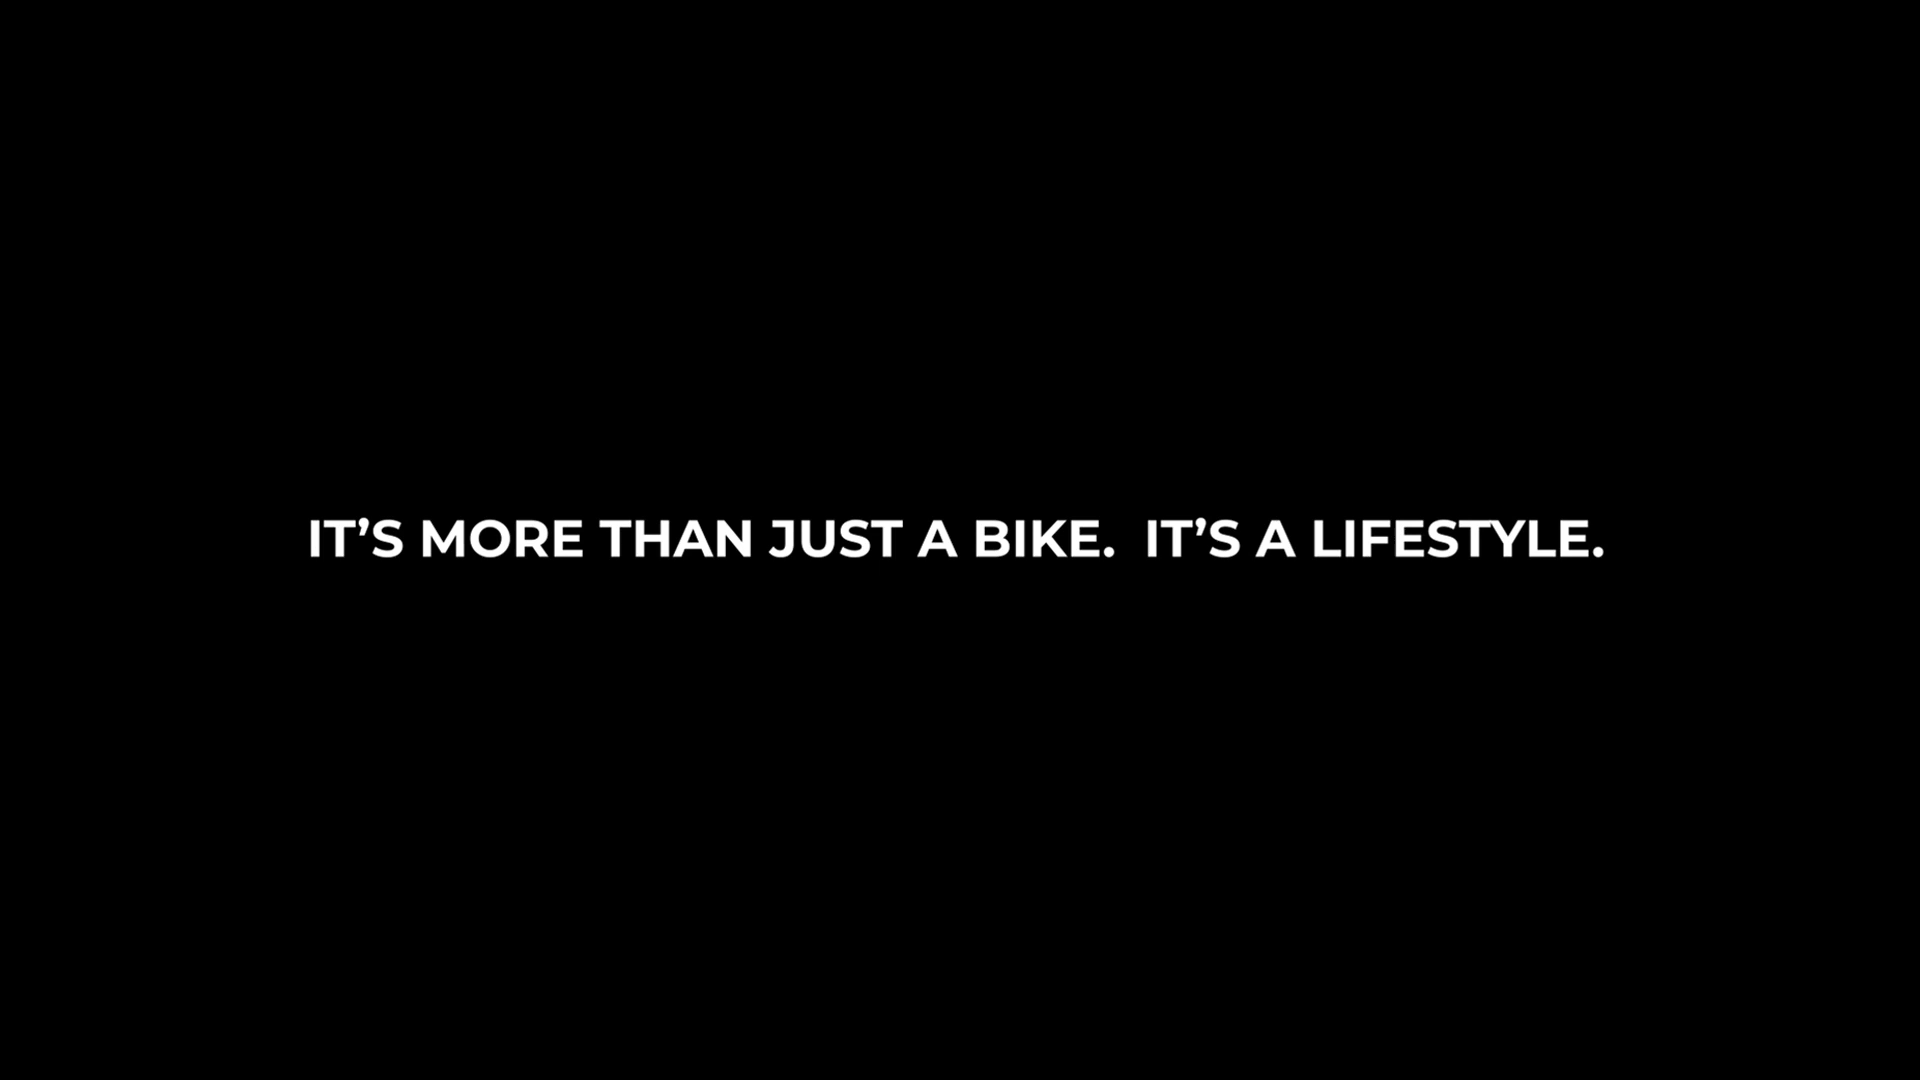 IT’S MORE THAN JUST A BIKE.  IT’S A LIFESTYLE.